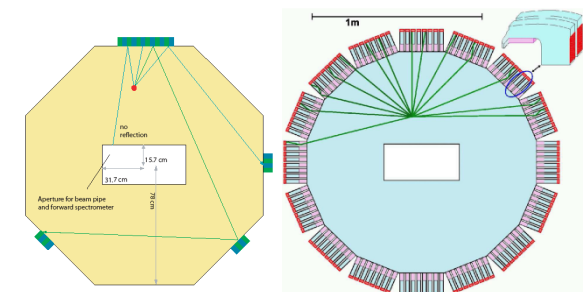 1m
no
reflection
15.7 cm
31,7 cm
Aperture for beam pipe
and forward spectrometer
78 cm